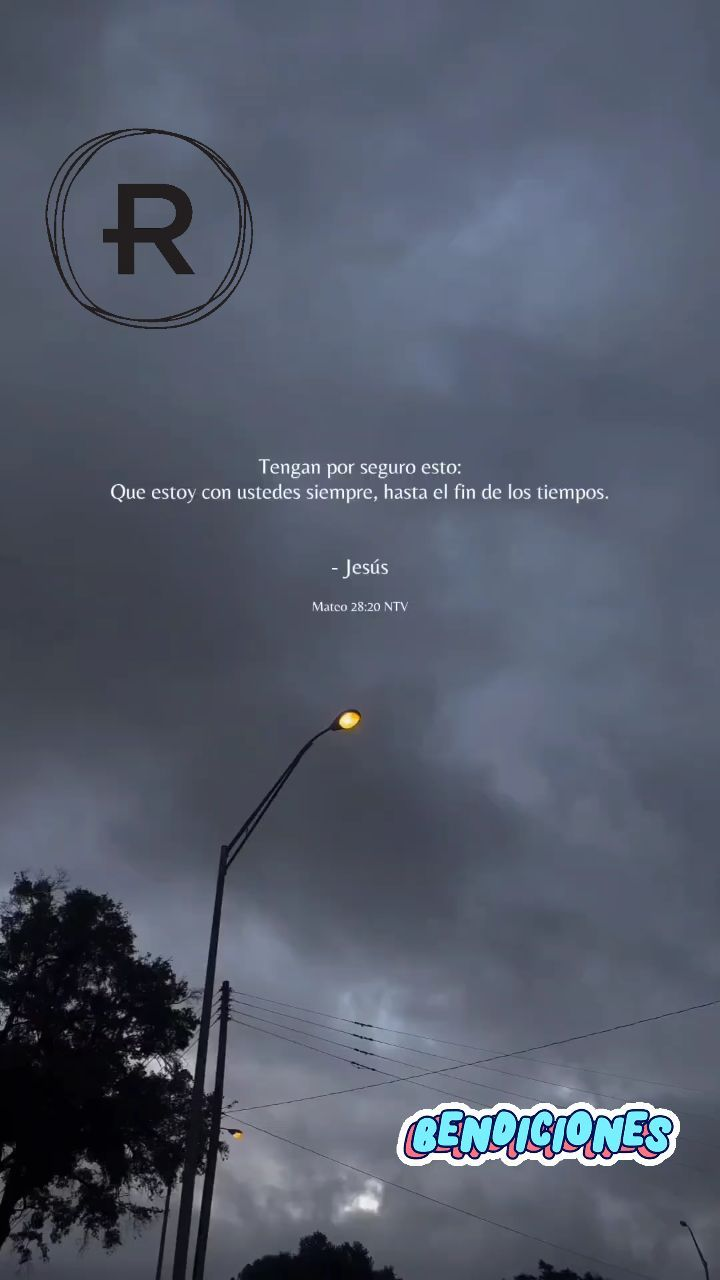 R
Tengan por seguro esto:
Que estoy con ustedes siempre, hasta el fin de los tiempos.
- Jesús
Mateo 28:20 NTV
BENDICIONES